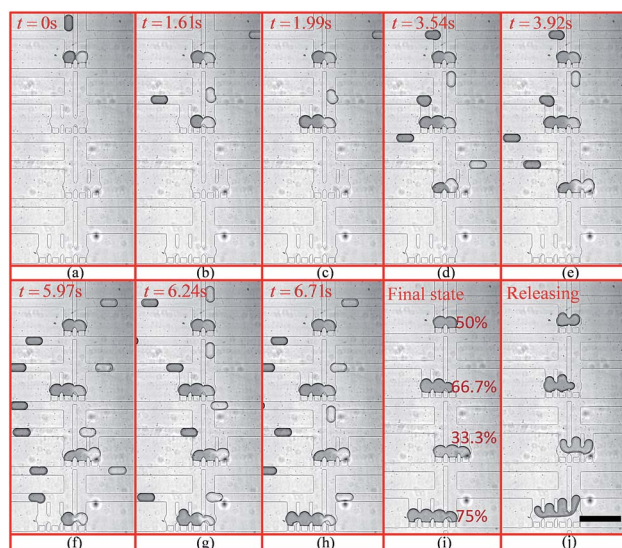 t = 0s
t = 1.61s
t = 1.99s
t = 3.54s
t = 3.92s
(a)
(b)
(c)
(d)
(e)
t = 5.97s
t = 6.24s
t = 6.71s
Final state
Releasing
50%
66.7%
33.3%
75%
(f)
(g)
(h)
(i)
(j)